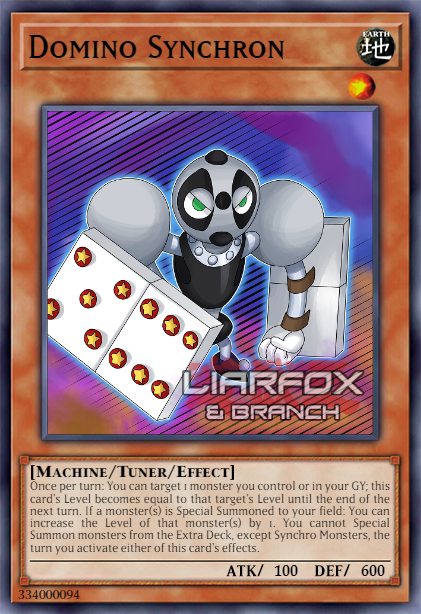 Domino Synchron
EARTH
地
LIARFOX
& BRANCH
[Machine/Tuner/Effect]
Once per turn: You can target 1 monster you control or in your GY; this
card's Level becomes equal to that target's Level until the end of the
next turn. If a monster(s) is Special Summoned to your field: You can
increase the Level of that monster(s) by 1. You cannot Special
Summon monsters from the Extra Deck, except Synchro Monsters, the
turn you activate either of this card's effects.
ATK/ 100 DEF/ 600
334000094